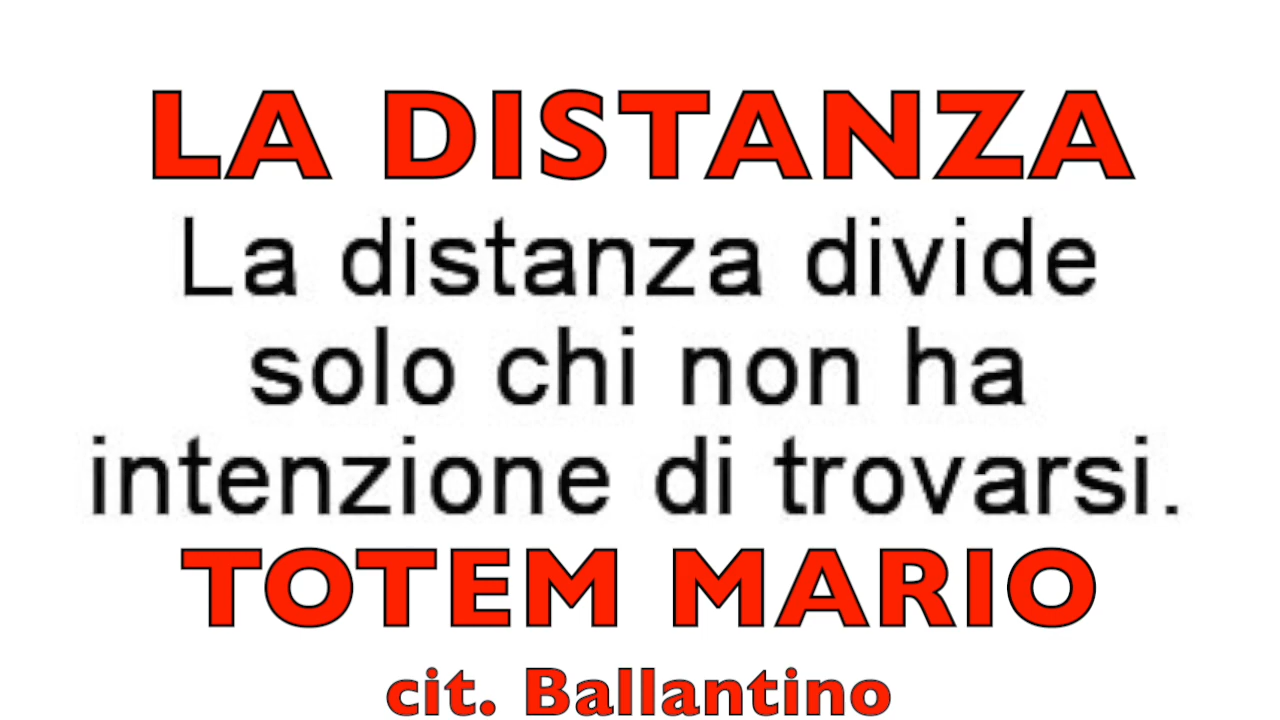 LA DISTANZA
La distanza divide
solo chi non ha
intenzione di trovarsi.
TOTEM MARIO
cit. Ballantino